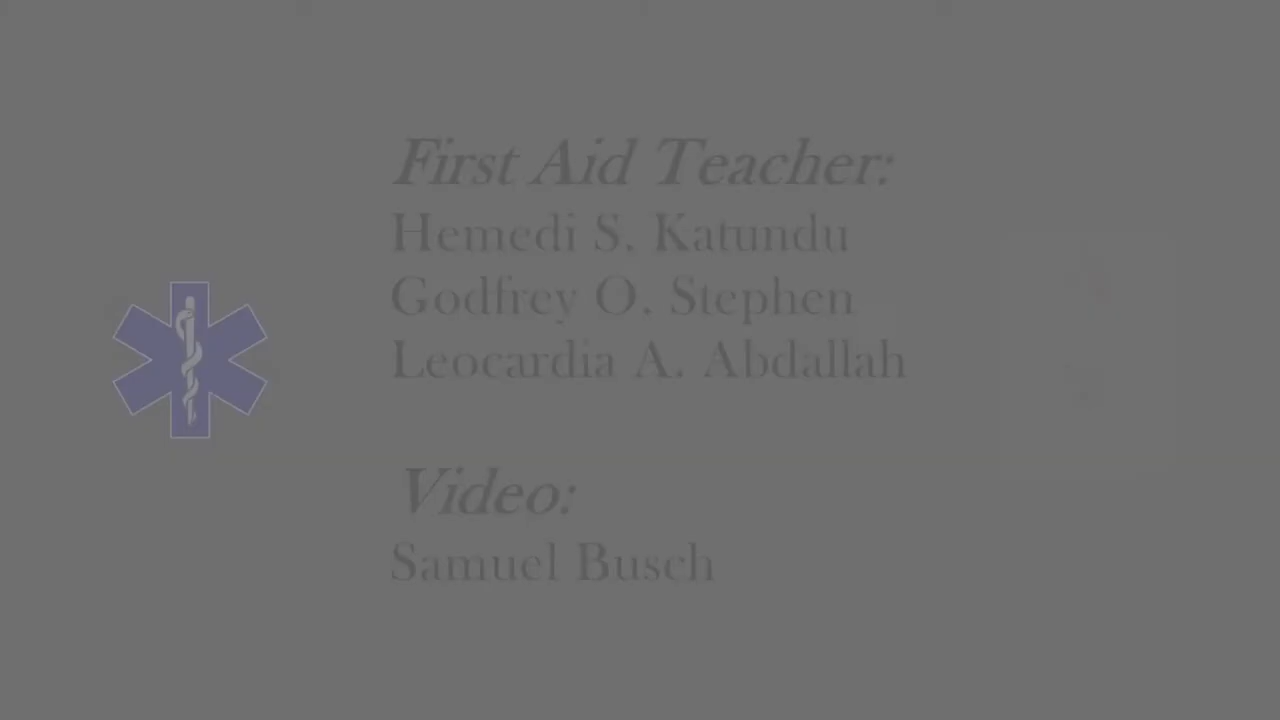 First Aid Teacher:
Hemedi S. Katundu
Godfrey O. Stephen
Leocardia A. Abdallah
Video:
Samuel Busch